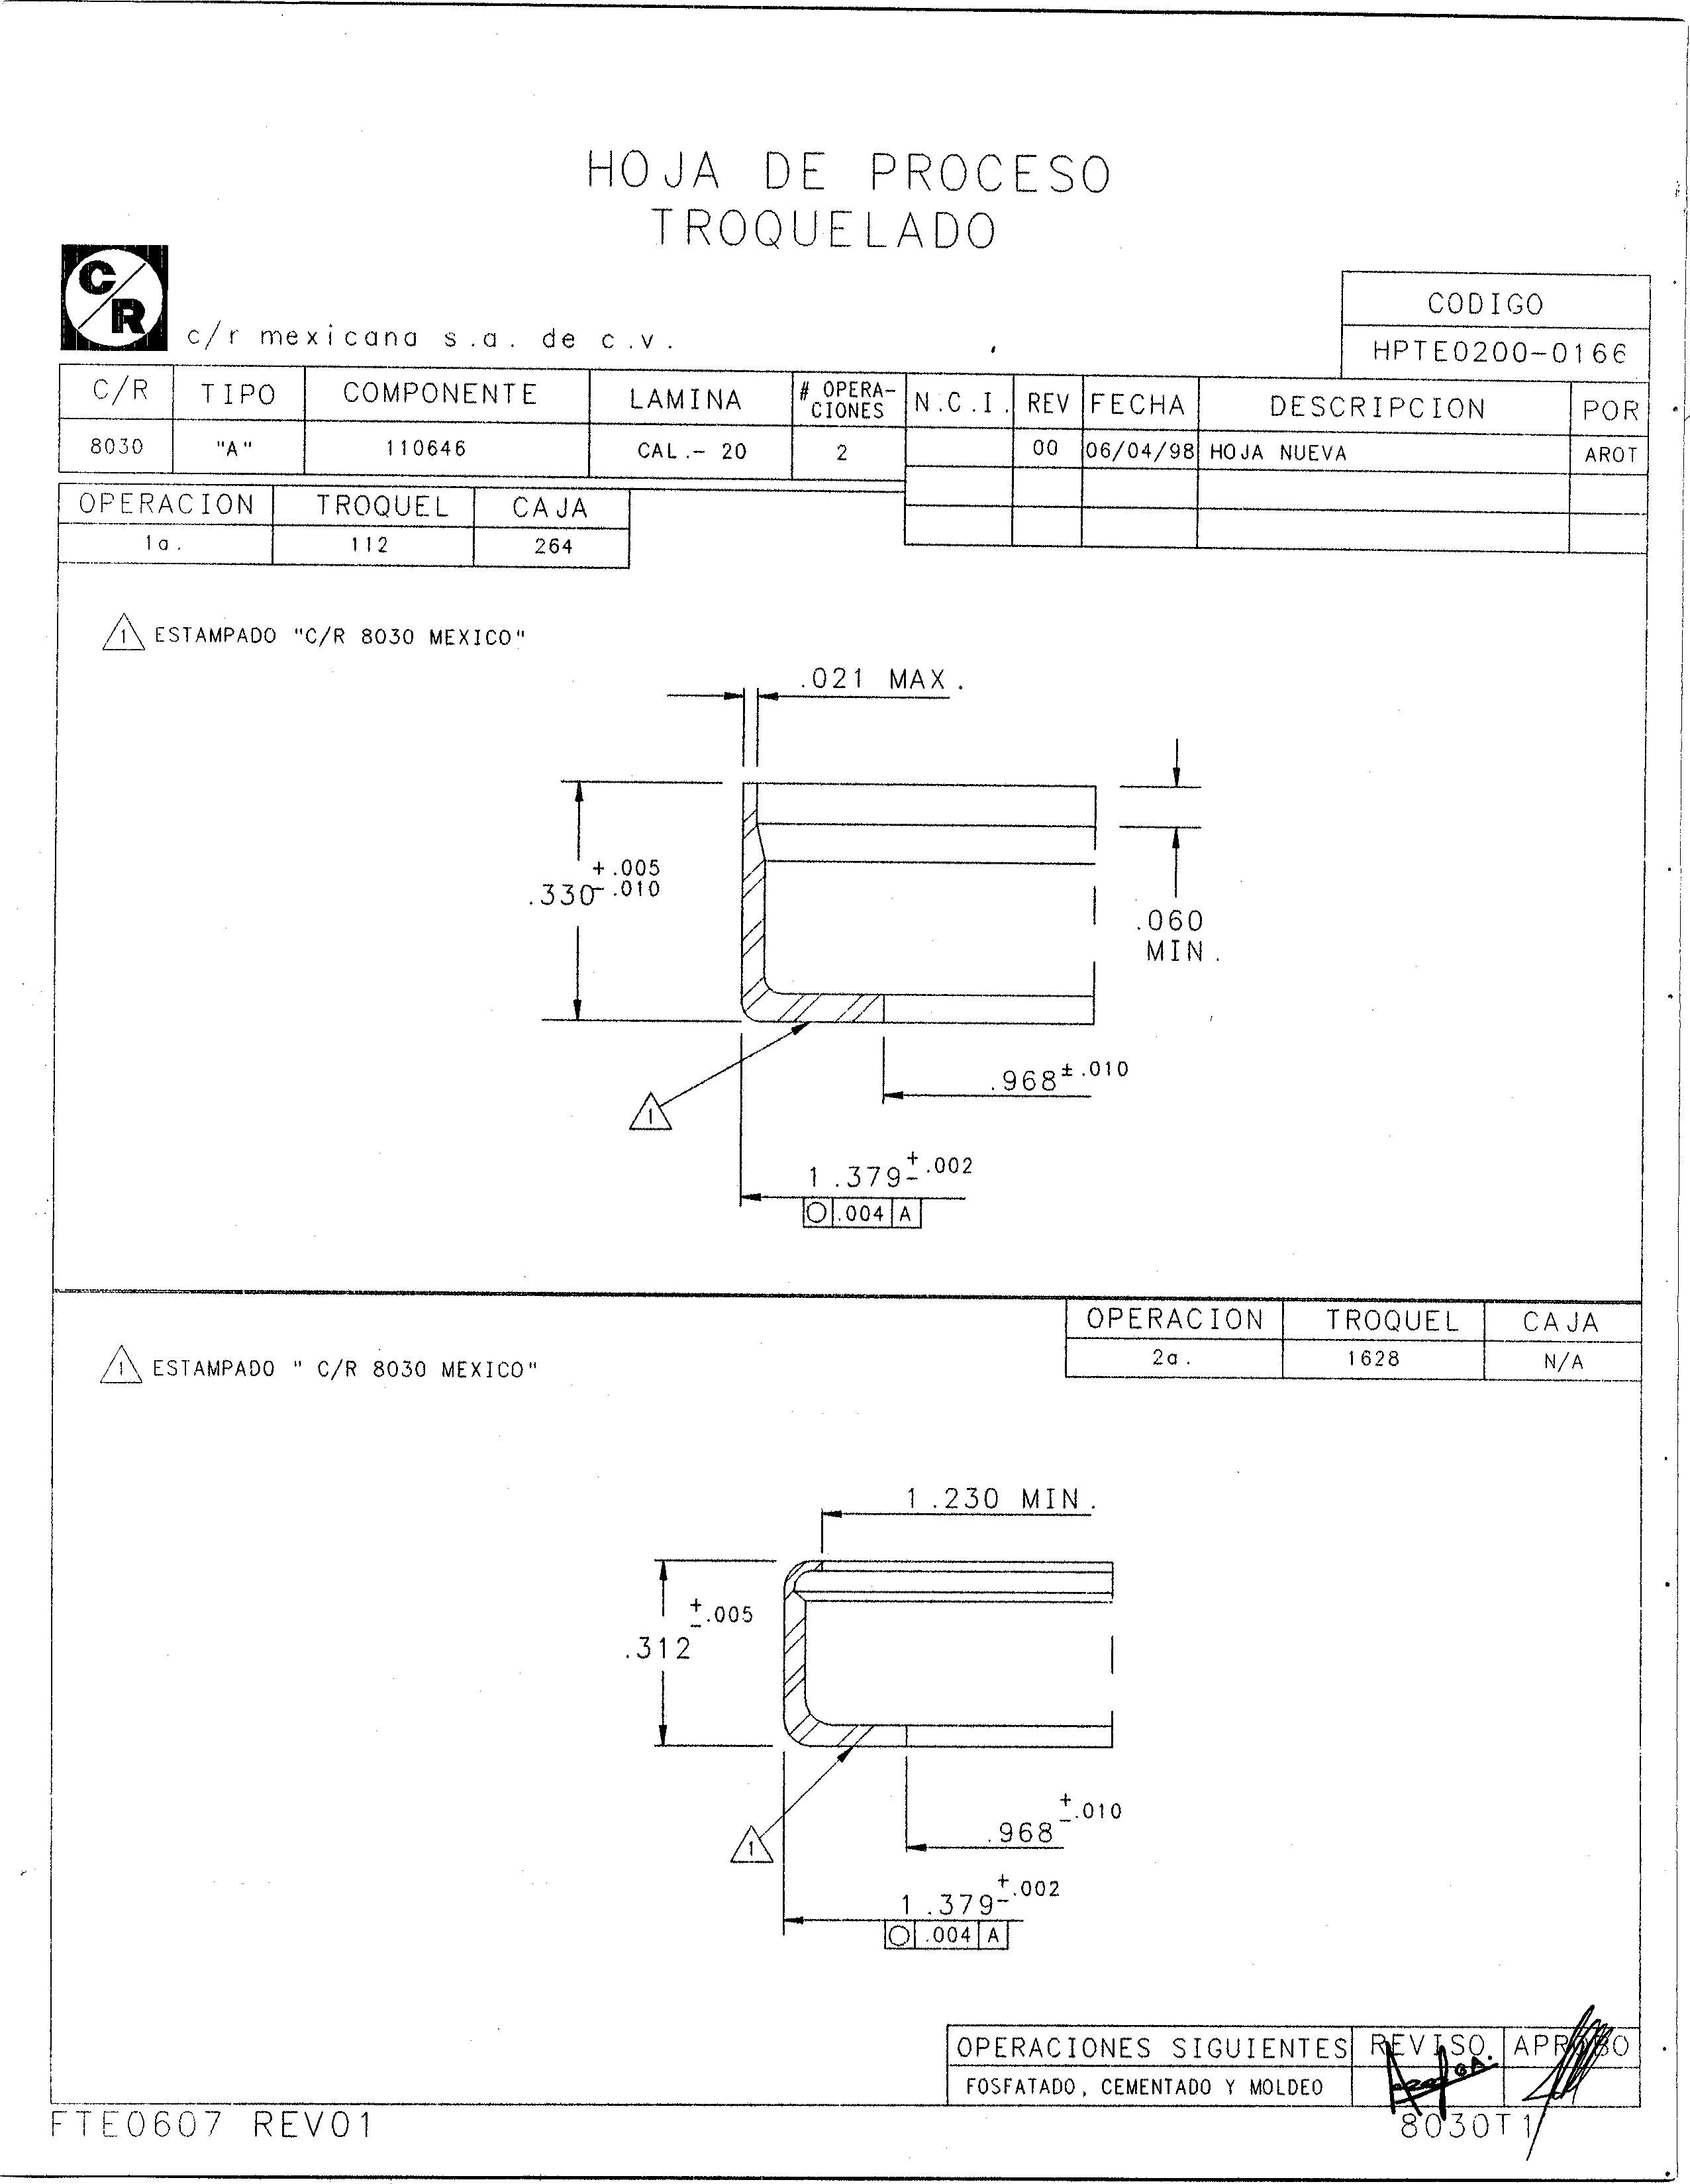 HOJA DE PROCESO
TROQUELADO
C/R
c/r mexicana s.a. de c.v.
CODIGO
HPTE0200-0166
C/R TIPO COMPONENTE LAMINA # OPERA-CIONES N.C.I. REV FECHA DESCRIPCION POR
8030 "A" 110646 CAL.- 20 2 00 06/04/98 HOJA NUEVA AROT
OPERACION TROQUEL CAJA
1a. 112 264
1 ESTAMPADO "C/R 8030 MEXICO"
.021 MAX.
.330 +.005 -.010
.060
MIN.
.968 ±.010
1
1.379 ±.002
○ .004 A
OPERACION TROQUEL CAJA
2a. 1628 N/A
1 ESTAMPADO " C/R 8030 MEXICO"
1.230 MIN.
.312 ±.005
.968 ±.010
1
1.379 ±.002
○ .004 A
OPERACIONES SIGUIENTES REVISO. APROBO
FOSFATADO, CEMENTADO Y MOLDEO
FTE0607 REV01
8030T1